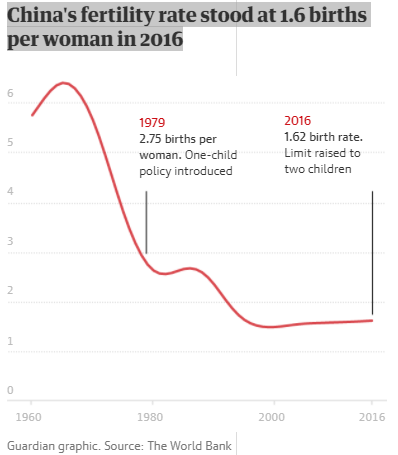 China's fertility rate stood at 1.6 births
per woman in 2016
6
1979
2.75 births per
woman. One-child
policy introduced
2016
1.62 birth rate.
Limit raised to
two children
5
4
3
2
1
0
1960
1980
2000
2016
Guardian graphic. Source: The World Bank